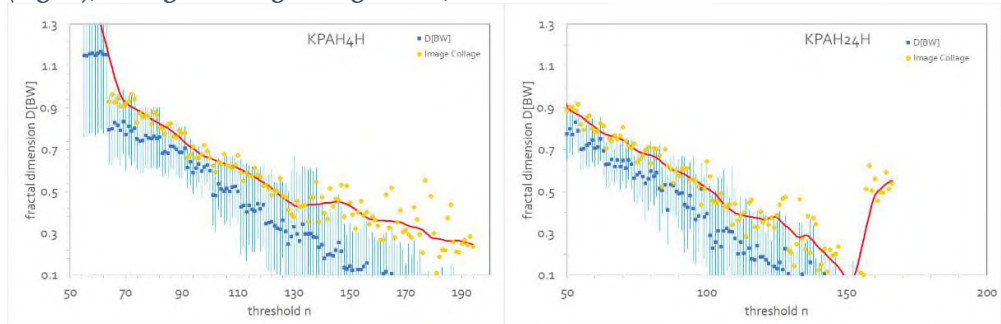 KPAH4H
D[BW]
Image Collage
fractal dimension D[BW]
1.3
1.1
0.9
0.7
0.5
0.3
0.1
50 70 90 110 130 150 170 190
threshold n
KPAH24H
D[BW]
Image Collage
fractal dimension D[BW]
1.3
1.1
0.9
0.7
0.5
0.3
0.1
50 100 150 200
threshold n